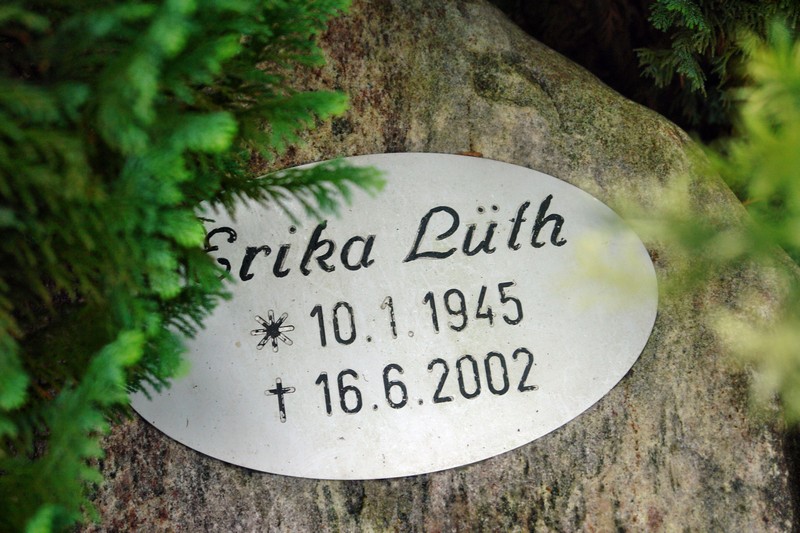 Erika Lüth
* 10.1.1945
† 16.6.2002